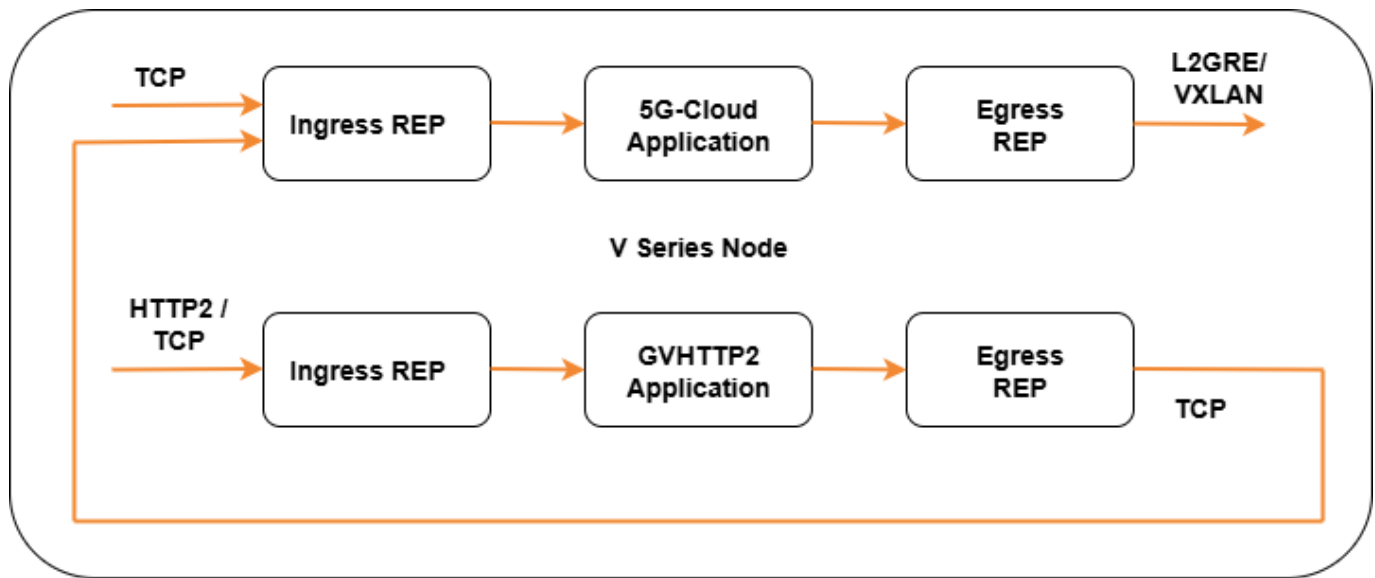 TCP
Ingress REP
5G-Cloud
Application
Egress
REP
L2GRE/
VXLAN
V Series Node
HTTP2 /
TCP
Ingress REP
GVHTTP2
Application
Egress
REP
TCP